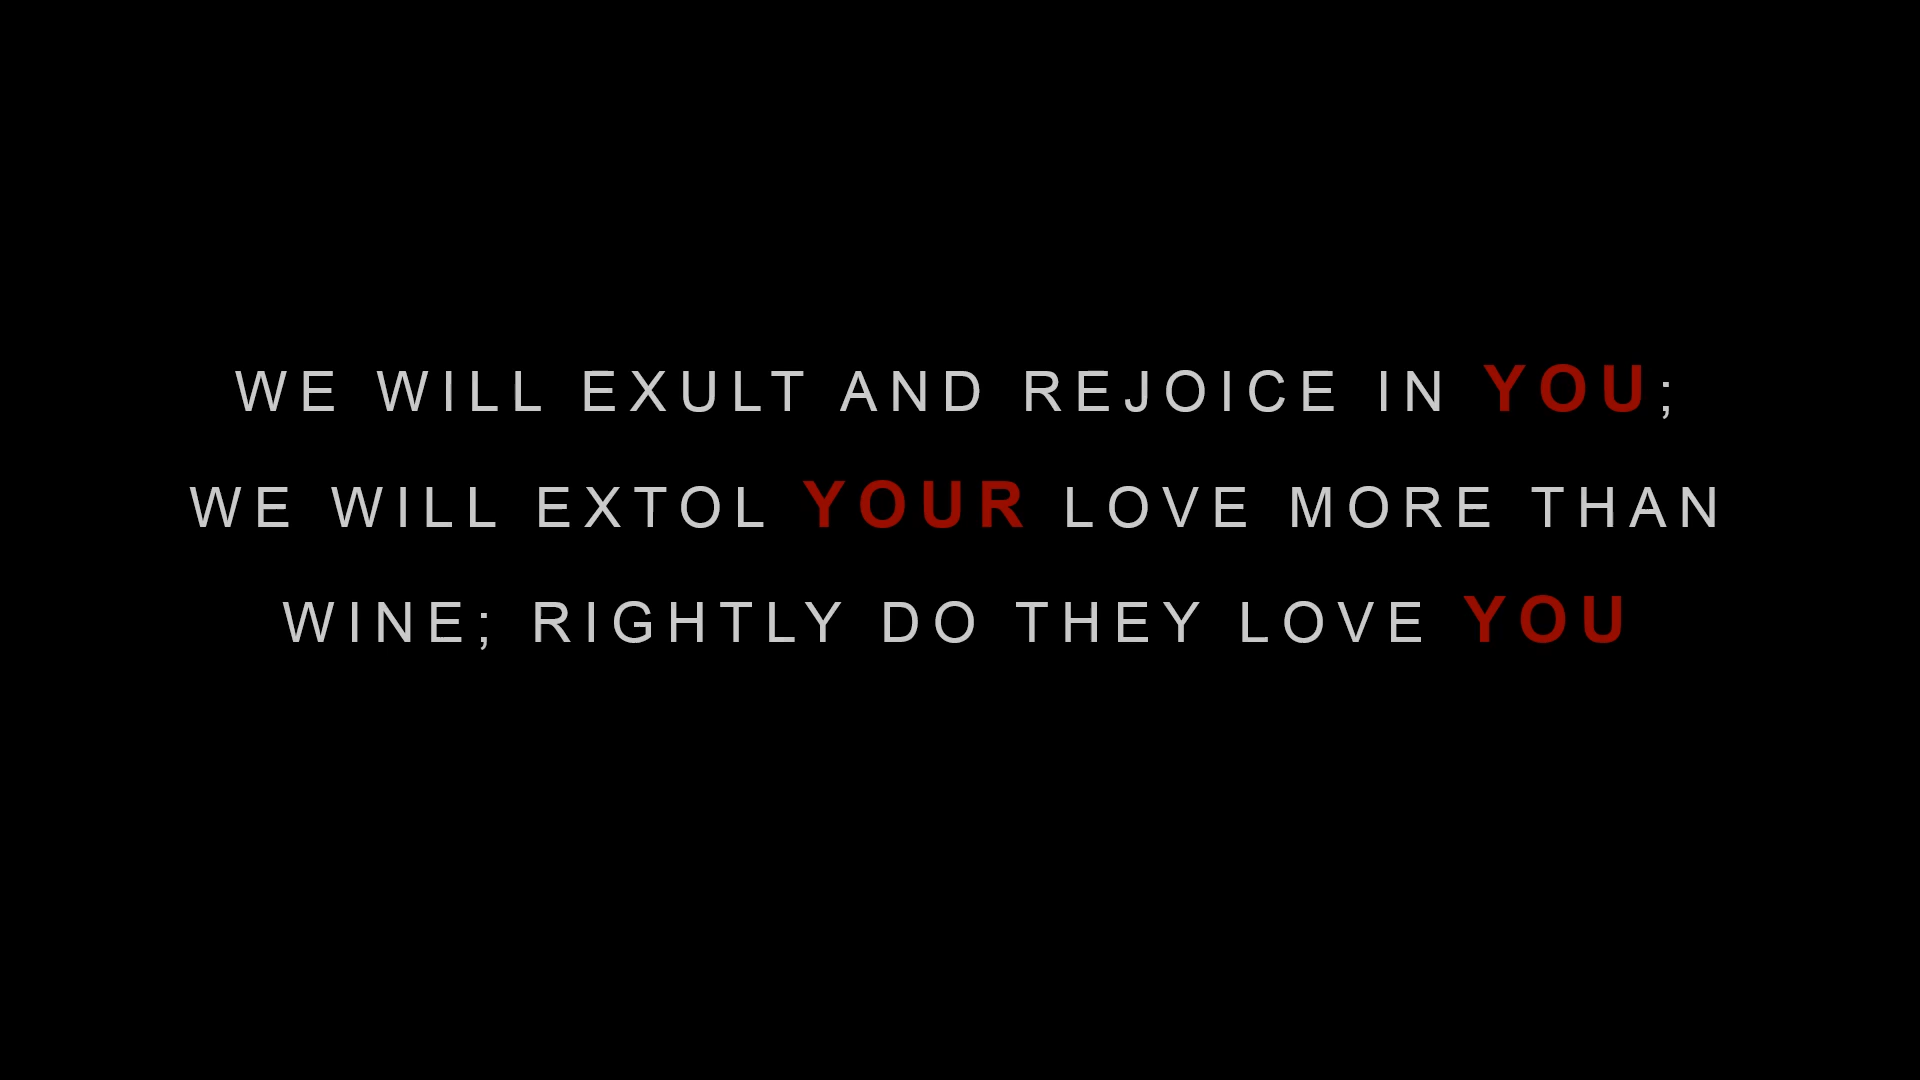 WE WILL EXULT AND REJOICE IN YOU;
WE WILL EXTOL YOUR LOVE MORE THAN
WINE; RIGHTLY DO THEY LOVE YOU